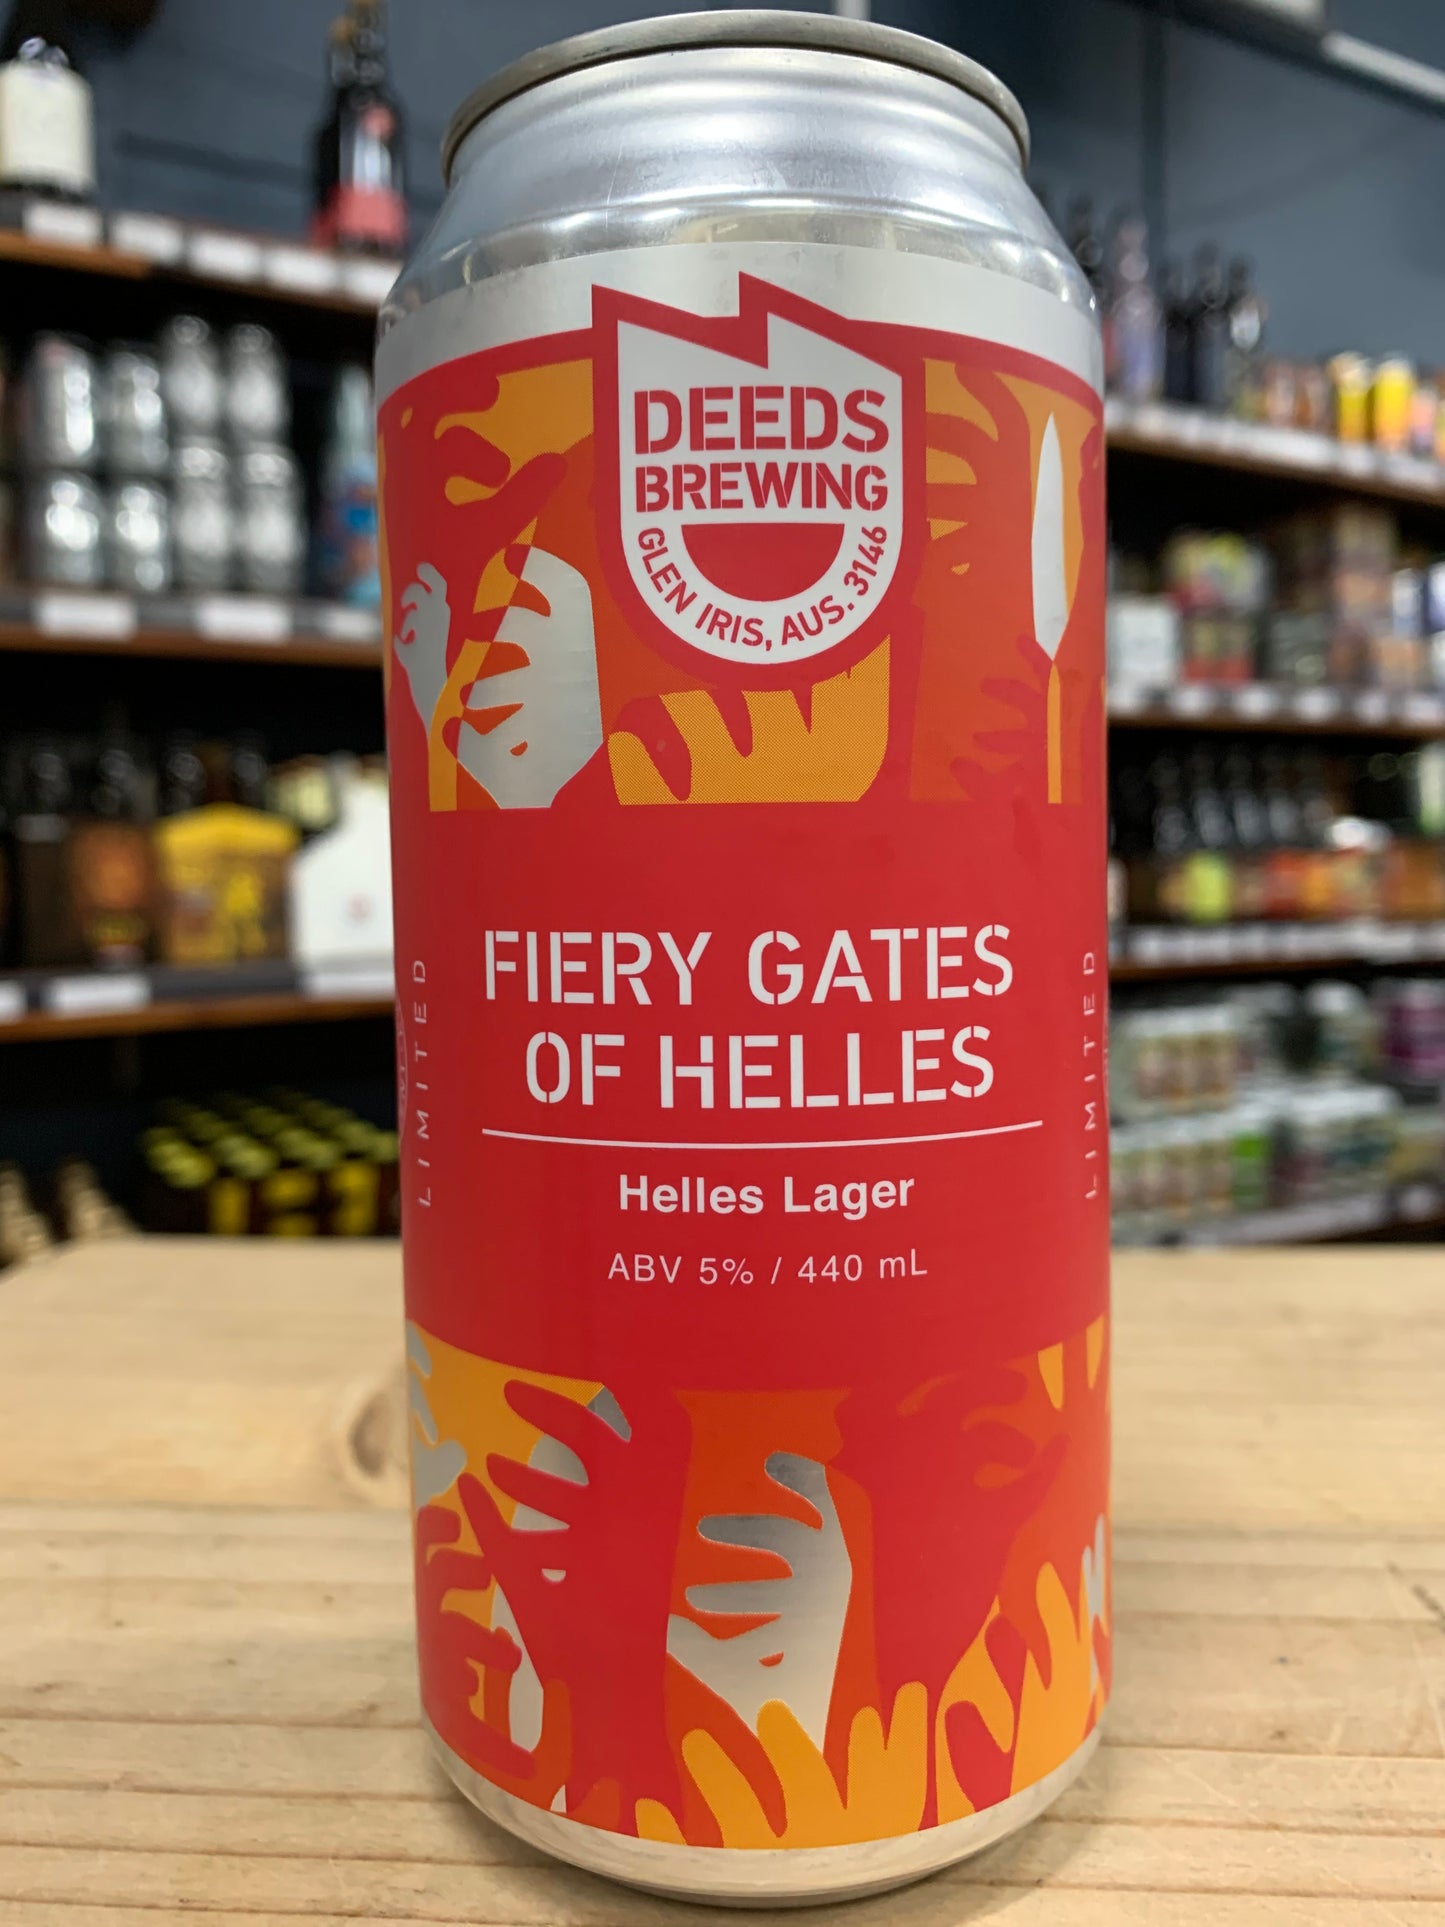 DEEDS
BREWING
GLEN IRIS, AUS. 3146
FIERY GATES
OF HELLES
LIMITED
LIMITED
Helles Lager
ABV 5% / 440 mL